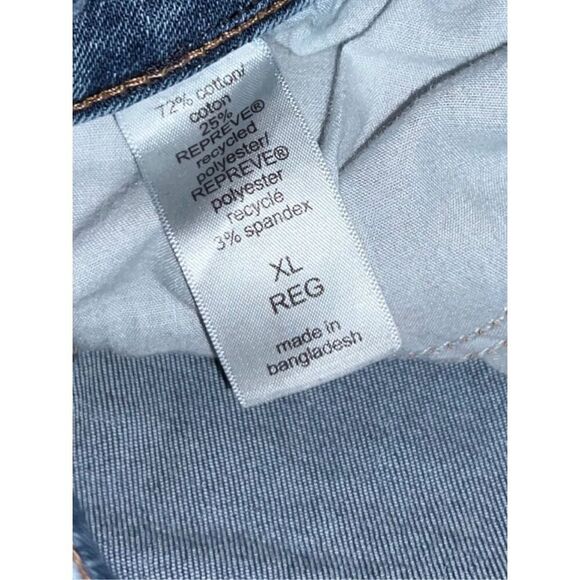 72% cotton/
coton
25%
REPREVE®
recycled
polyester/
REPREVE®
polyester
recyclé
3% spandex
XL
REG
made in
bangladesh